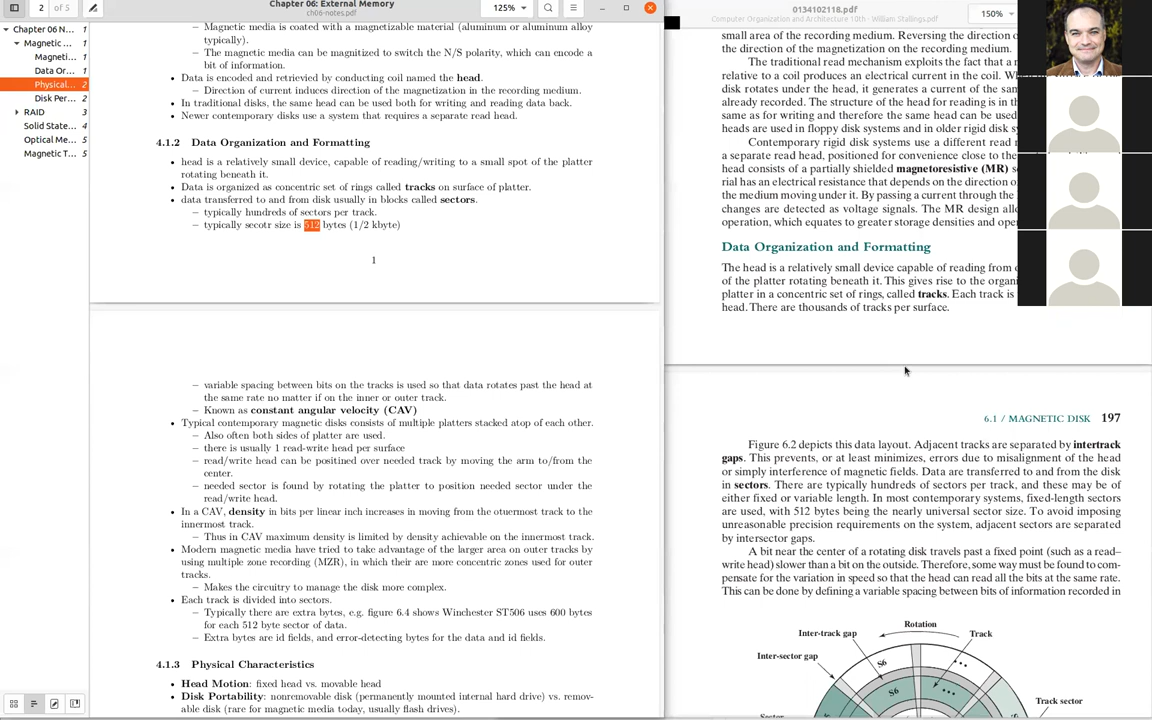 2 of 5
Chapter 06: External Memory
ch06-notes.pdf
125%
Chapter 06 N... 1
Magnetic ... 1
Magneti... 1
Data Or... 1
Physical... 2
Disk Per... 2
RAID 2
Solid State... 4
Optical Me... 5
Magnetic T... 5
– Magnetic media is coated with a magnetizable material (aluminum or aluminum alloy
typically).
– The magnetic media can be magnitized to switch the N/S polarity, which can encode a
bit of information.
• Data is encoded and retrievied by conducting coil named the head.
– Direction of current induces direction of the magnetization in the recording medium.
• In traditional disks, the same head can be used both for writing and reading data back.
• Newer contemporary disks use a system that requires a separate read head.
4.1.2 Data Organization and Formatting
• head is a relatively small device, capable of reading/writing to a small spot of the platter
rotating beneath it.
• Data is organized as concentric set of rings called tracks on surface of platter.
• data transferred to and from disk usually in blocks called sectors.
– typically hundreds of sectors per track.
– typically secotr size is 512 bytes (1/2 kbyte)
1
– variable spacing between bits on the tracks is used so that data rotates past the head at
the same rate no matter if on the inner or outer track.
– Known as constant angular velocity (CAV)
• Typical contemporary magnetic disks consists of multiple platters stacked atop of each other.
– Also often both sides of platter are used.
– there is usually 1 read-write head per surface
– read/write head can be positined over needed track by moving the arm to/from the
center.
– needed sector is found by rotating the platter to position needed sector under the
read/write head.
• In a CAV, density in bits per linear inch increases in moving from the otuermost track to the
innermost track.
– Thus in CAV maximum density is limited by density achievable on the innermost track.
• Modern magnetic media have tried to take advantage of the larger area on outer tracks by
using multiple zone recording (MZR), in which their are more concentric zones used for outer
tracks.
– Makes the circuitry to manage the disk more complex.
• Each track is divided into sectors.
– Typically there are extra bytes, e.g. figure 6.4 shows Winchester ST506 uses 600 bytes
for each 512 byte sector of data.
– Extra bytes are id fields, and error-detecting bytes for the data and id fields.
4.1.3 Physical Characteristics
• Head Motion: fixed head vs. movable head
• Disk Portability: nonremovable disk (permanently mounted internal hard drive) vs. remov-
able disk (rare for magnetic media today, usually flash drives).
0134102118.pdf
Computer Organization and Architecture 10th - William Stallings.pdf
150%
small area of the recording medium. Reversing the direction o
the direction of the magnetization on the recording medium.
The traditional read mechanism exploits the fact that a m
relative to a coil produces an electrical current in the coil. Wh
disk rotates under the head, it generates a current of the sam
already recorded. The structure of the head for reading is in th
same as for writing and therefore the same head can be used
heads are used in floppy disk systems and in older rigid disk sy
Contemporary rigid disk systems use a different read m
a separate read head, positioned for convenience close to the
head consists of a partially shielded magnetoresistive (MR) s
rial has an electrical resistance that depends on the direction o
the medium moving under it. By passing a current through the
changes are detected as voltage signals. The MR design allo
operation, which equates to greater storage densities and oper
Data Organization and Formatting
The head is a relatively small device capable of reading from o
of the platter rotating beneath it. This gives rise to the organi
platter in a concentric set of rings, called tracks. Each track is
head. There are thousands of tracks per surface.
6.1 / MAGNETIC DISK 197
Figure 6.2 depicts this data layout. Adjacent tracks are separated by intertrack
gaps. This prevents, or at least minimizes, errors due to misalignment of the head
or simply interference of magnetic fields. Data are transferred to and from the disk
in sectors. There are typically hundreds of sectors per track, and these may be of
either fixed or variable length. In most contemporary systems, fixed-length sectors
are used, with 512 bytes being the nearly universal sector size. To avoid imposing
unreasonable precision requirements on the system, adjacent sectors are separated
by intersector gaps.
A bit near the center of a rotating disk travels past a fixed point (such as a read–
write head) slower than a bit on the outside. Therefore, some way must be found to com-
pensate for the variation in speed so that the head can read all the bits at the same rate.
This can be done by defining a variable spacing between bits of information recorded in
Rotation
Inter-track gap
Track
Inter-sector gap
S6
S6
Track sector
Sector